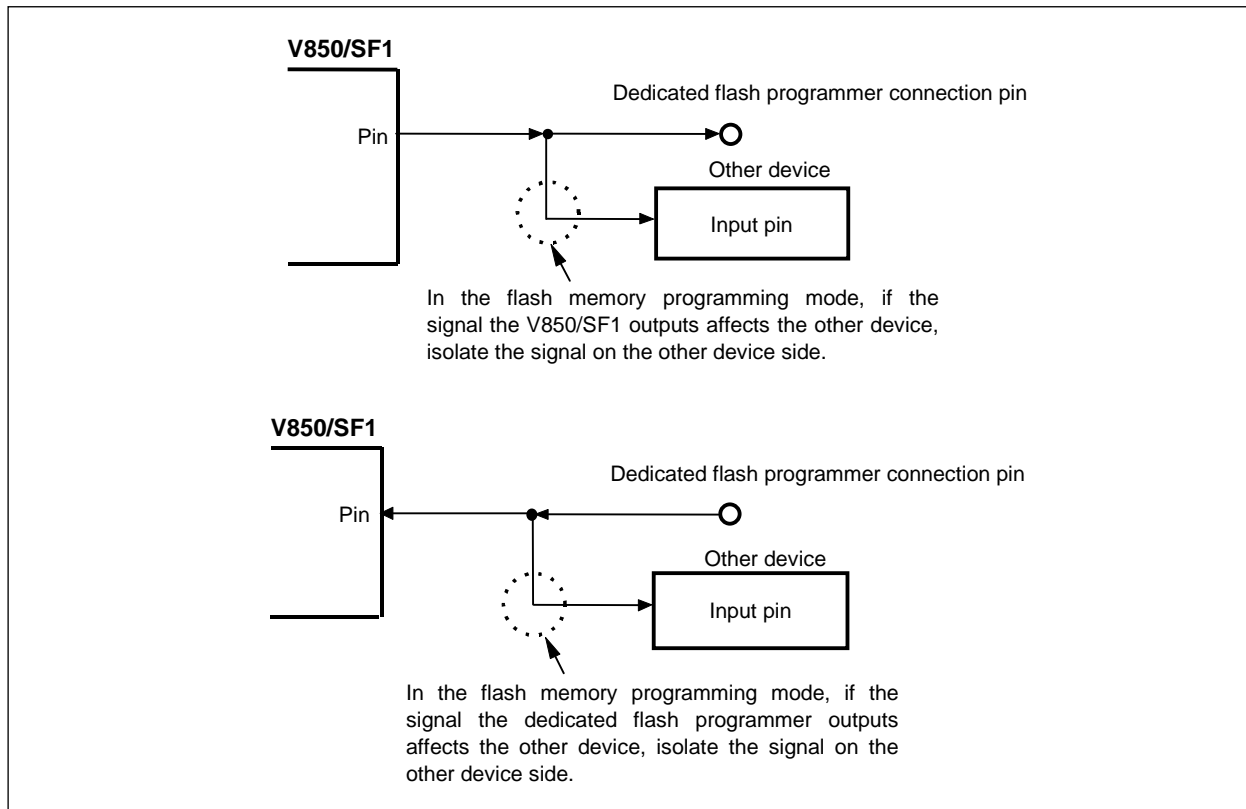 V850/SF1
Dedicated flash programmer connection pin
Pin
Other device
Input pin
In the flash memory programming mode, if the
signal the V850/SF1 outputs affects the other device,
isolate the signal on the other device side.
V850/SF1
Dedicated flash programmer connection pin
Pin
Other device
Input pin
In the flash memory programming mode, if the
signal the dedicated flash programmer outputs
affects the other device, isolate the signal on the
other device side.